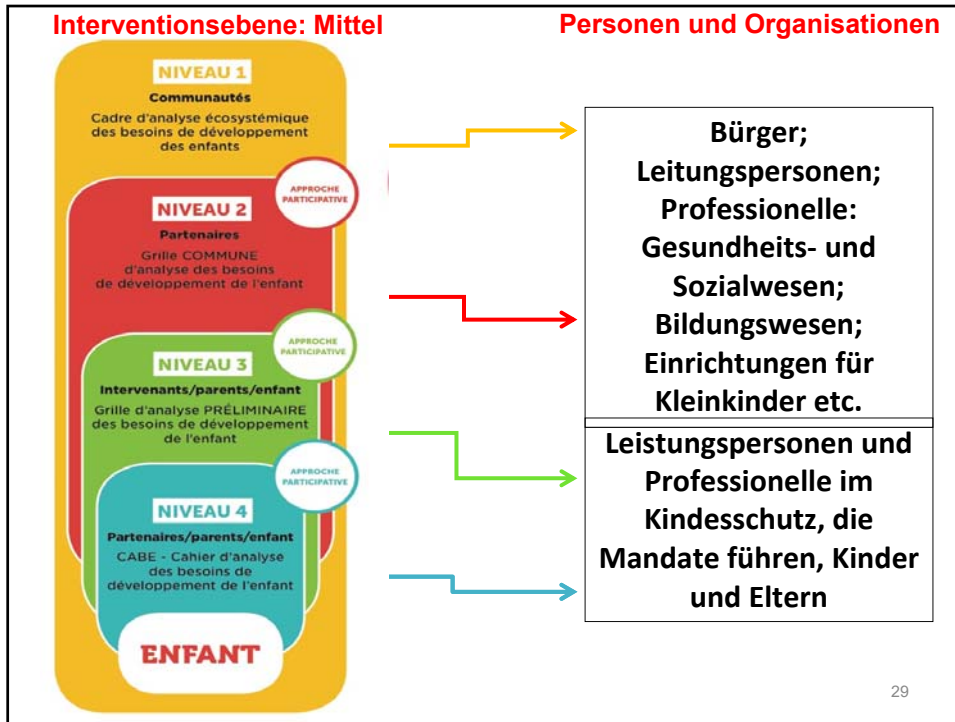 Interventionsebene: Mittel
Personen und Organisationen
NIVEAU 1
Communautés
Cadre d'analyse écosystémique
des besoins de développement
des enfants
APPROCHE
PARTICIPATIVE
NIVEAU 2
Partenaires
Grille COMMUNE
d'analyse des besoins
de développement de l'enfant
APPROCHE
PARTICIPATIVE
NIVEAU 3
Intervenants/parents/enfant
Grille d'analyse PRÉLIMINAIRE
des besoins de développement
de l'enfant
APPROCHE
PARTICIPATIVE
NIVEAU 4
Partenaires/parents/enfant
CABE - Cahier d'analyse
des besoins de
développement de l'enfant
ENFANT
Bürger;
Leitungspersonen;
Professionelle:
Gesundheits- und
Sozialwesen;
Bildungswesen;
Einrichtungen für
Kleinkinder etc.
Leistungspersonen und
Professionelle im
Kindesschutz, die
Mandate führen, Kinder
und Eltern
29